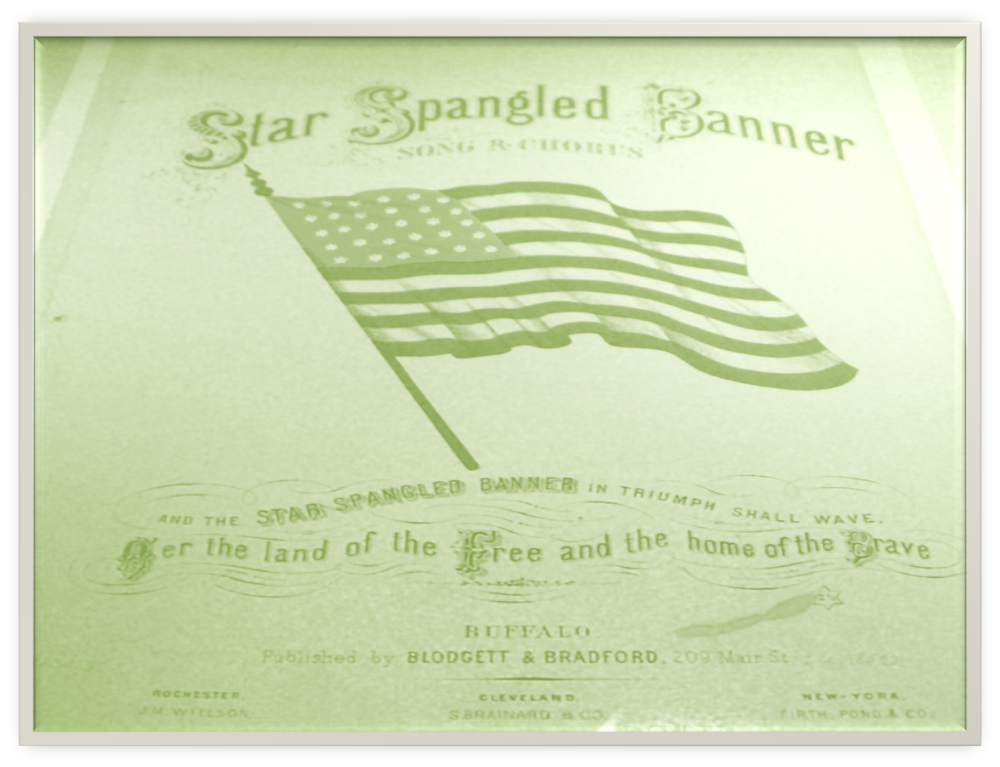 Star Spangled Banner
SONG & CHORUS
AND THE STAR SPANGLED BANNER IN TRIUMPH SHALL WAVE.
O'er the land of the Free and the home of the Brave
BUFFALO.
Published by BLODGETT & BRADFORD, 209 Main St
ROCHESTER. CLEVELAND. NEW-YORK.
S. BRAINARD & CO. FIRTH, POND & CO.